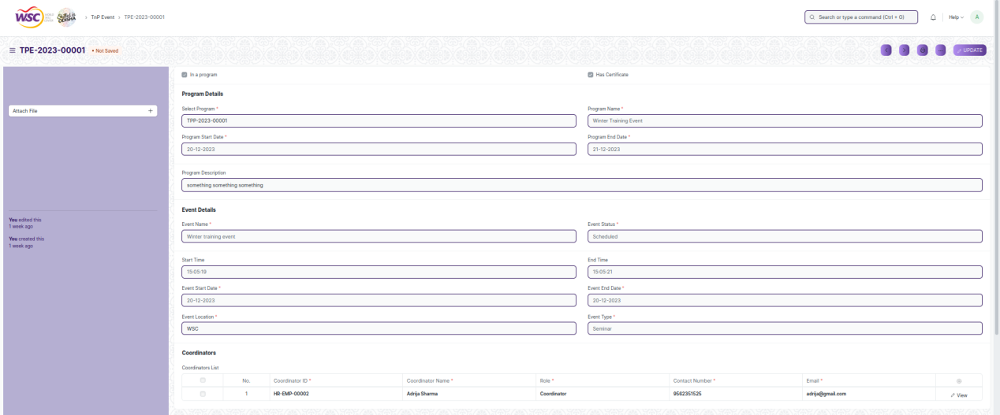 WSC
Skilled in
ODISHA
› TnP Event › TPE-2023-00001
Search or type a command (Ctrl + G)
Help
A
TPE-2023-00001 • Not Saved
UPDATE
Attach File +
You edited this
1 week ago
You created this
1 week ago
In a program
Has Certificate
Program Details
Select Program *
Program Name *
TPP-2023-00001
Winter Training Event
Program Start Date *
Program End Date *
20-12-2023
21-12-2023
Program Description
something something something
Event Details
Event Name *
Event Status *
Winter training event
Scheduled
Start Time
End Time
15:05:19
15:05:21
Event Start Date *
Event End Date *
20-12-2023
20-12-2023
Event Location *
Event Type *
WSC
Seminar
Coordinators
Coordinators List
No. Coordinator ID * Coordinator Name * Role * Contact Number * Email *
1 HR-EMP-00002 Adrija Sharma Coordinator 9562351525 adrija@gmail.com View